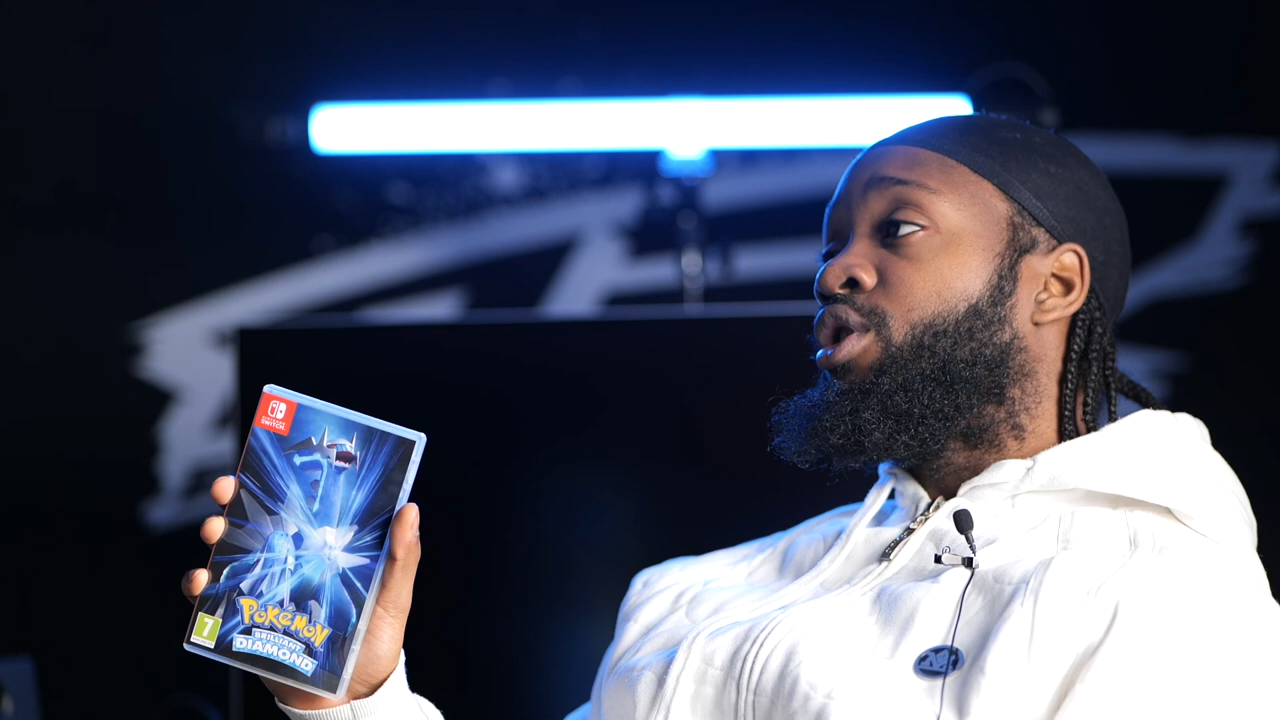 NINTENDO
SWITCH
POKÉMON
BRILLIANT
DIAMOND
7